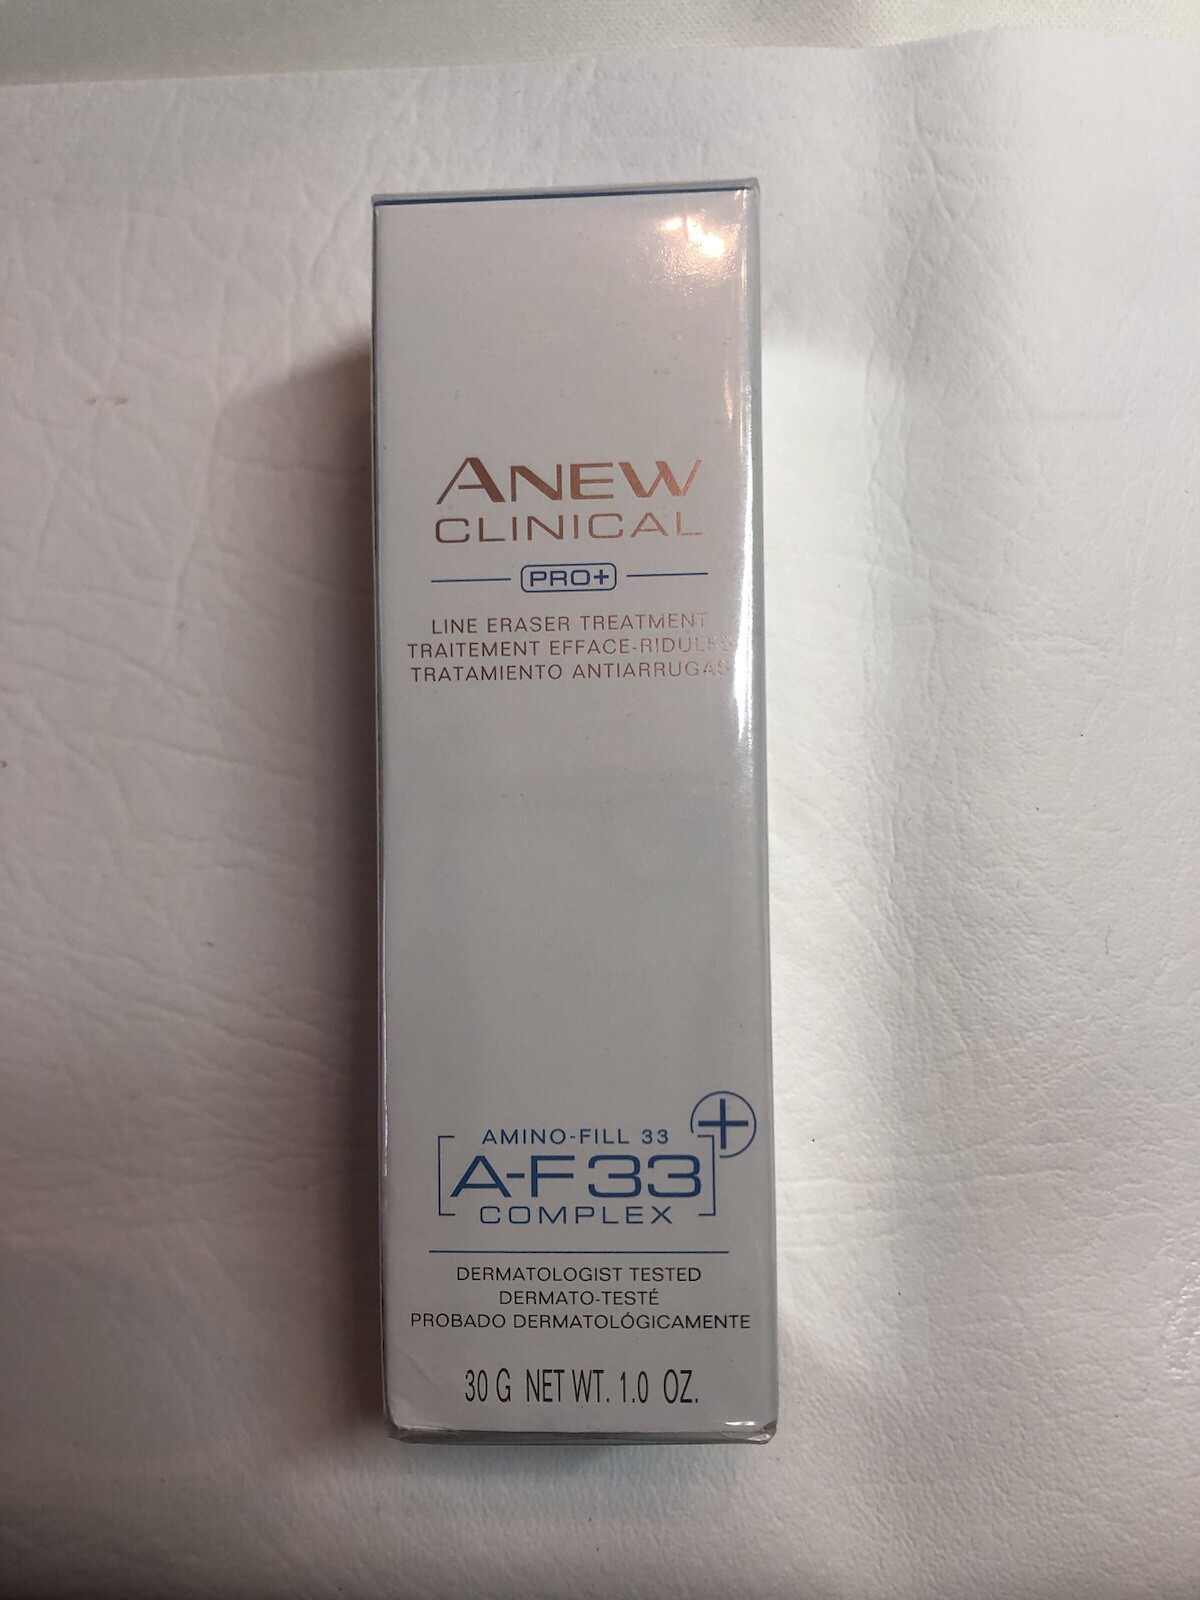 ANEW
CLINICAL
PRO+
LINE ERASER TREATMENT
TRAITEMENT EFFACE-RIDULES
TRATAMIENTO ANTIARRUGAS
AMINO-FILL 33
A-F33
+
COMPLEX
DERMATOLOGIST TESTED
DERMATO-TESTÉ
PROBADO DERMATOLÓGICAMENTE
30 G NET WT. 1.0 OZ.